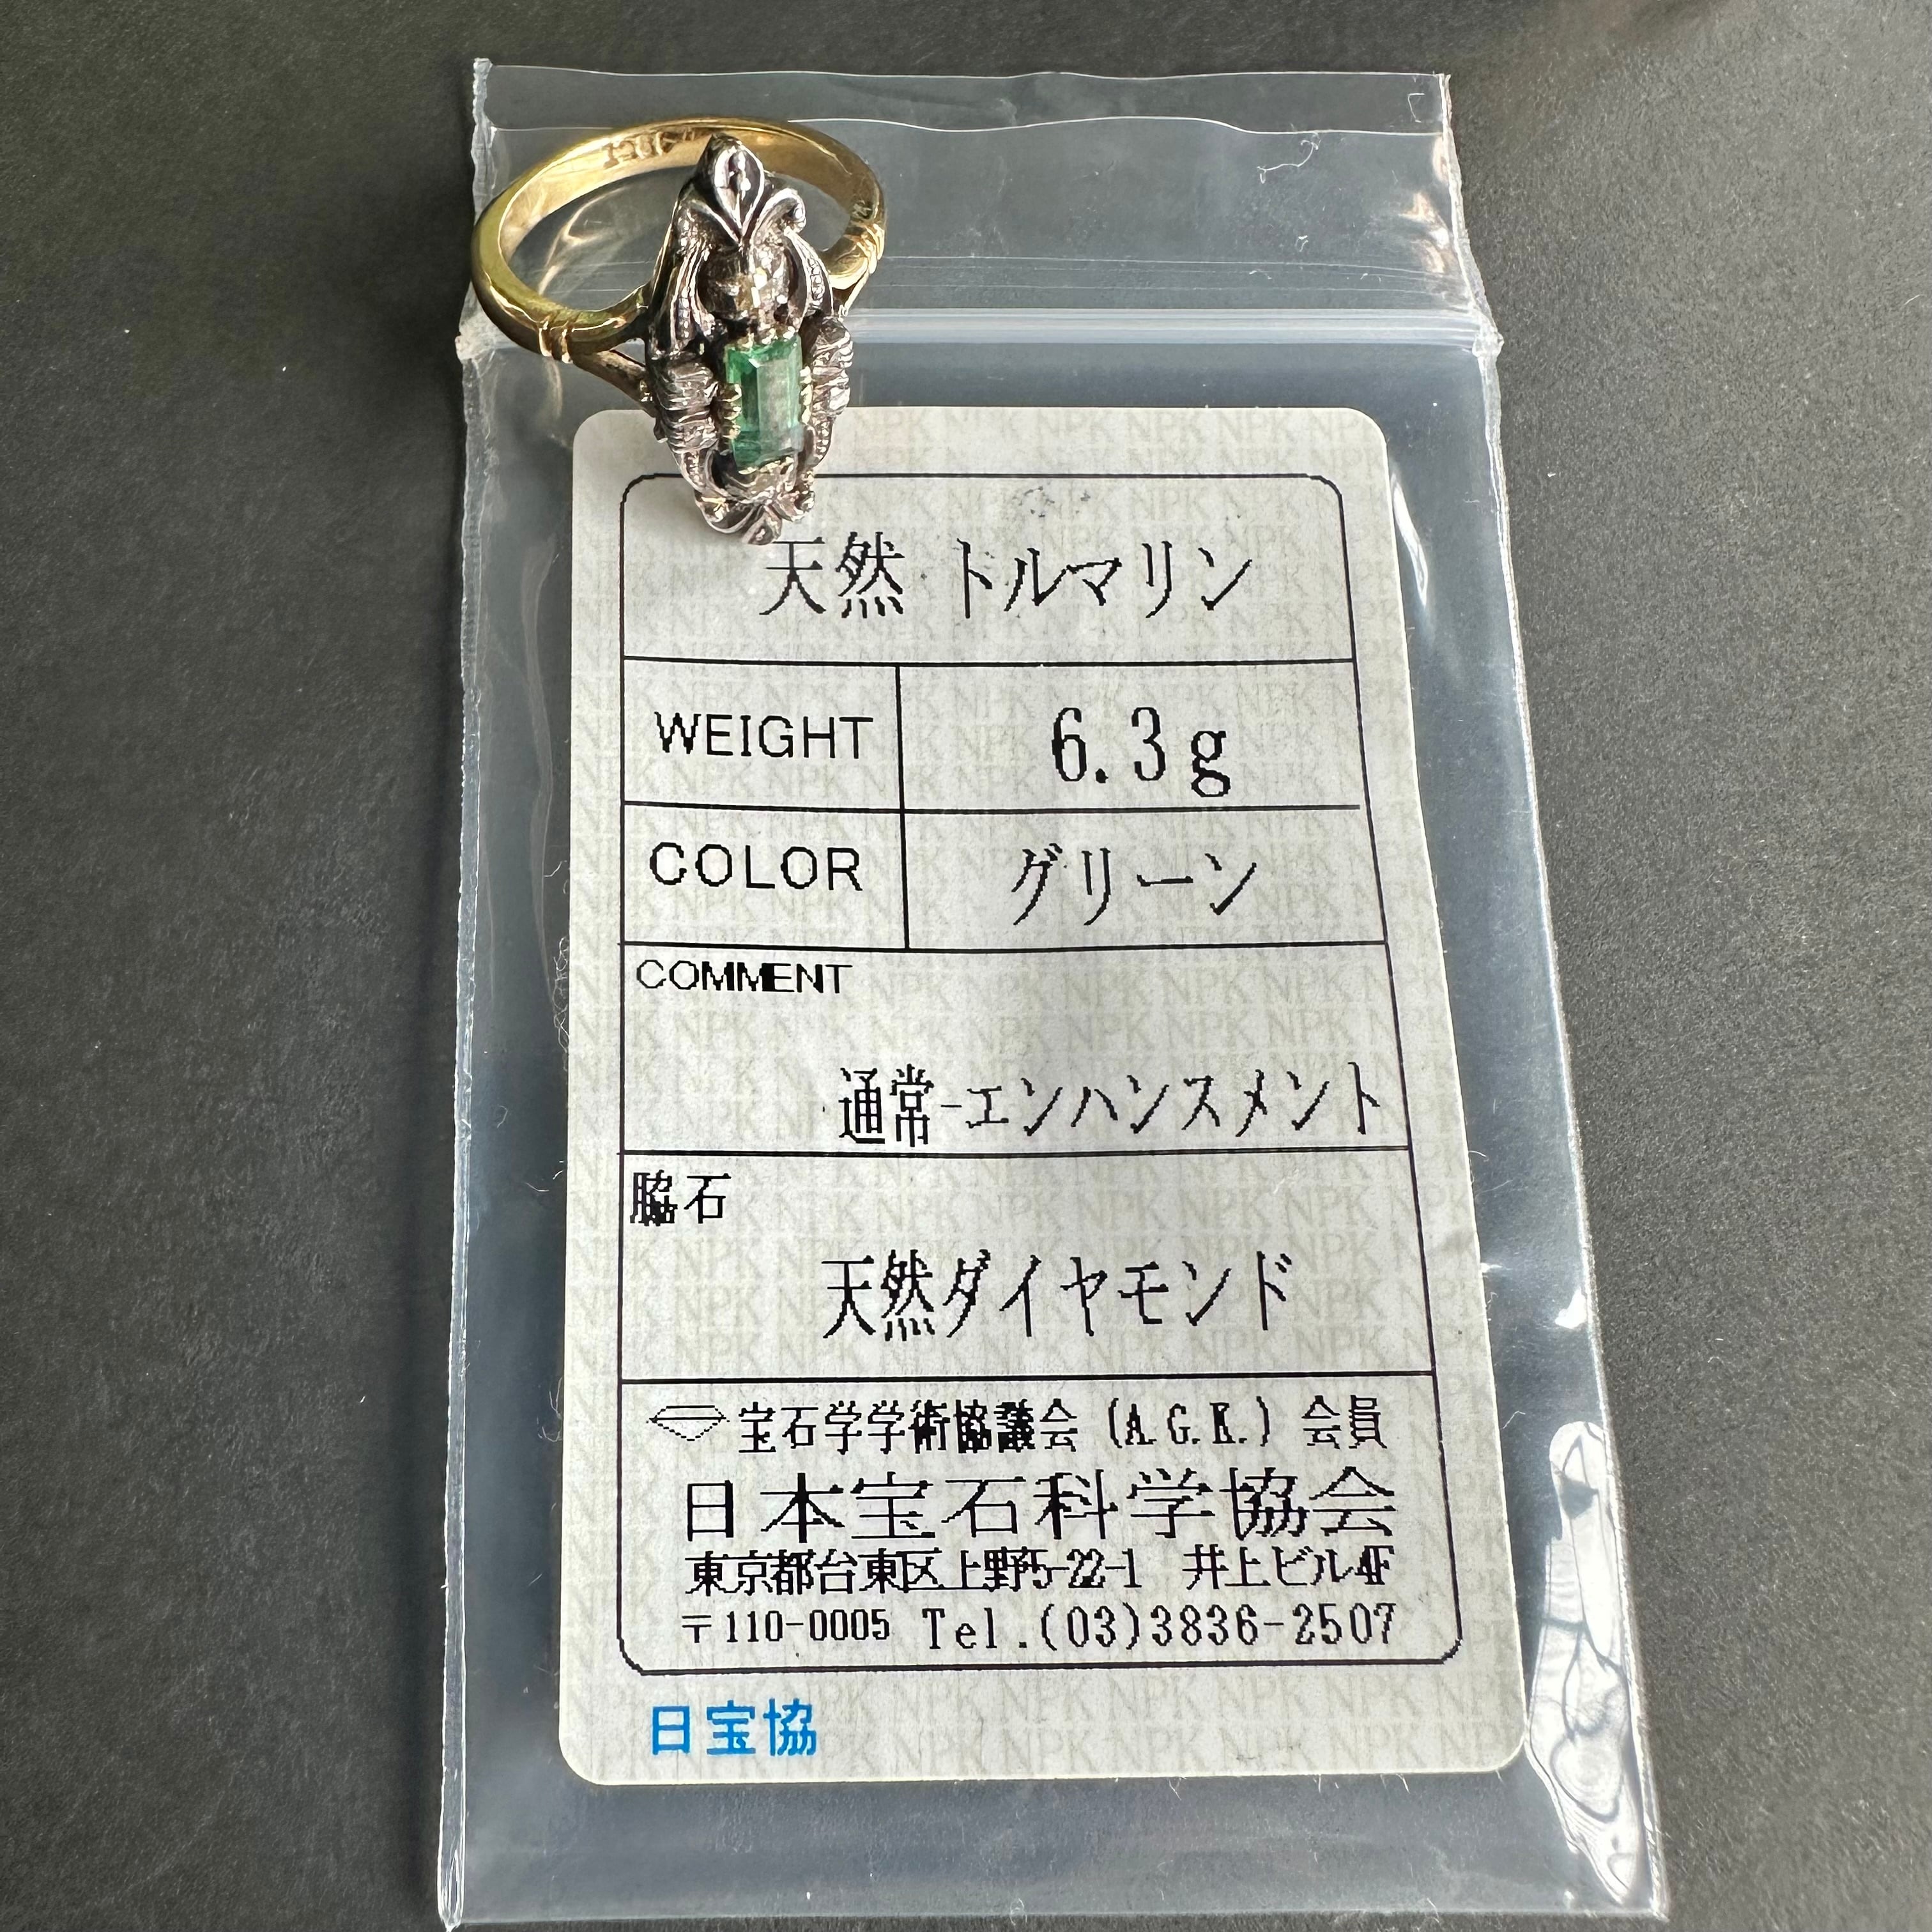 天然 トルマリン
WEIGHT 6.3g
COLOR グリーン
COMMENT
通常-エンハンスメント
脇石
天然ダイヤモンド
宝石学学術協議会 (A.G.K.) 会員
日本宝石科学協会
東京都台東区上野5-22-1 井上ビル4F
〒110-0005 Tel.(03)3836-2507
日宝協